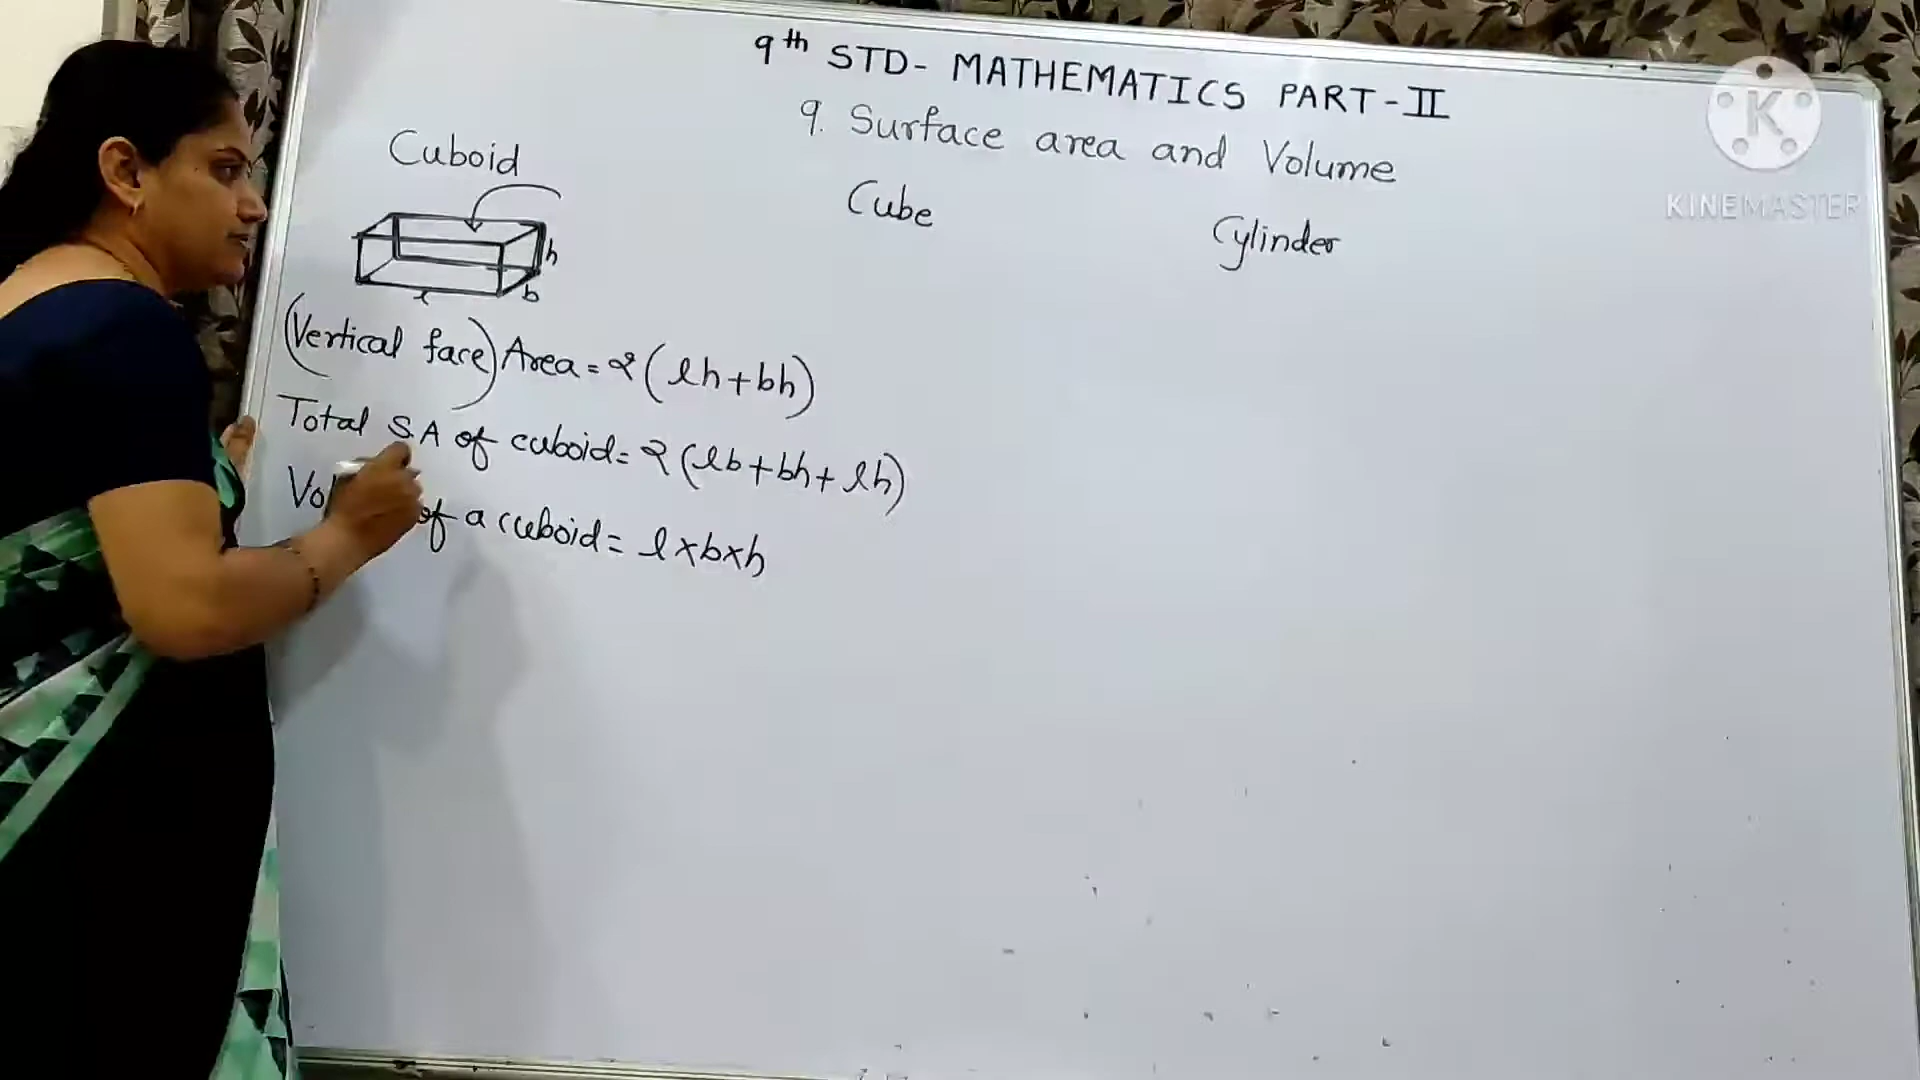 9th STD- MATHEMATICS PART-II
9. Surface area and Volume
Cuboid
Cube
Cylinder
h
l
b
(Vertical face) Area = 2 (lh+bh)
Total S.A of cuboid= 2 (lb+bh+lh)
of a cuboid= l×b×h
K
KINEMASTER